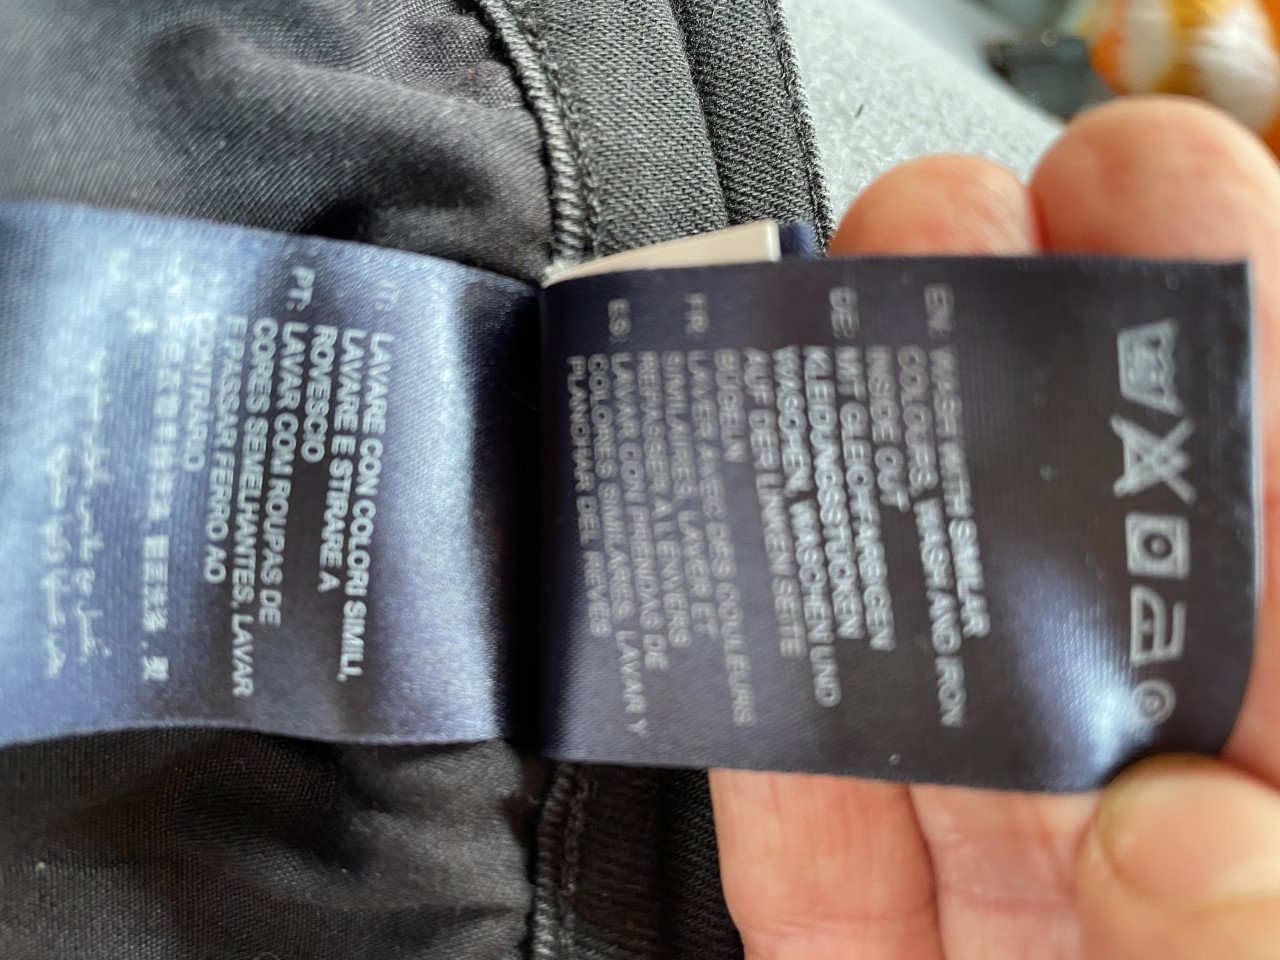 EN: WASH WITH SIMILAR
COLOURS, WASH AND IRON
INSIDE OUT
DE: MIT GLEICHFARBIGEN
KLEIDUNGSSTÜCKEN
WASCHEN, WASCHEN UND
AUF DER LINKEN SEITE
BÜGELN
FR: LAVER AVEC DES COULEURS
SIMILAIRES, LAVER ET
REPASSER À L'ENVERS
ES: LAVAR CON PRENDAS DE
COLORES SIMILARES, LAVAR Y
PLANCHAR DEL REVÉS
IT: LAVARE CON COLORI SIMILI,
LAVARE E STIRARE A
ROVESCIO
PT: LAVAR COM ROUPAS DE
CORES SEMELHANTES, LAVAR
E PASSAR FERRO AO
CONTRÁRIO